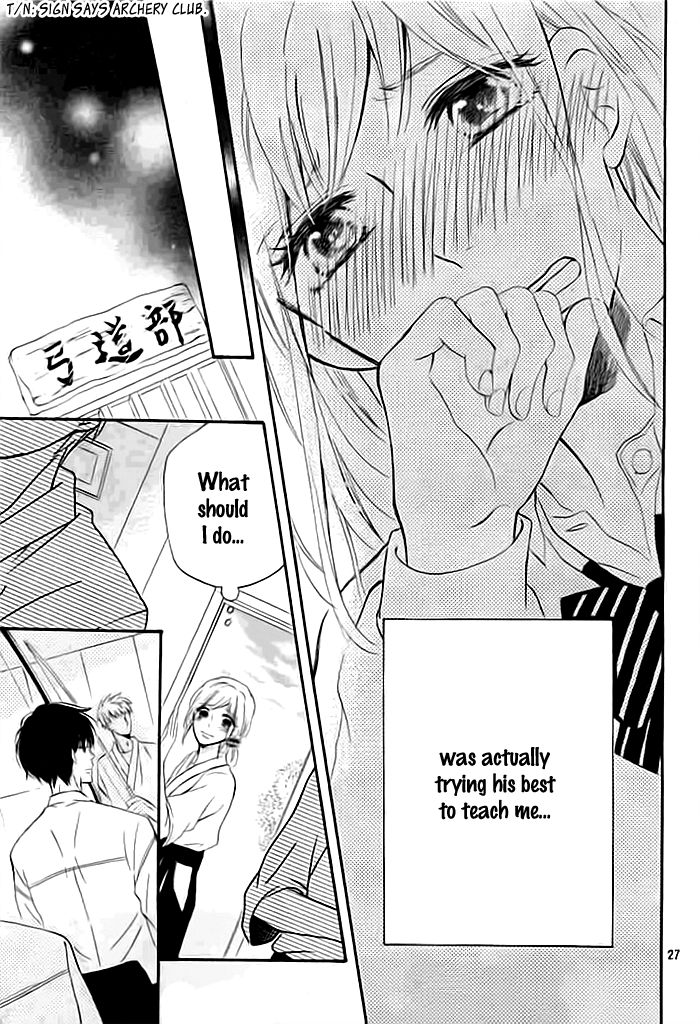 T/N: SIGN SAYS ARCHERY CLUB.
was actually
trying his best
to teach me...
弓道部
What
should
I do...
27